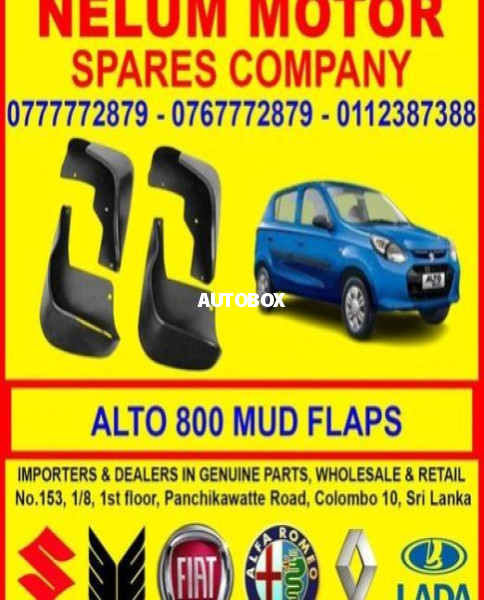 NELUM MOTOR
SPARES COMPANY
0777772879 - 0767772879 - 0112387388
ALTO
AUTOBOX
ALTO 800 MUD FLAPS
IMPORTERS & DEALERS IN GENUINE PARTS, WHOLESALE & RETAIL
No.153, 1/8, 1st floor, Panchikawatte Road, Colombo 10, Sri Lanka
FIAT
ALFA ROMEO
LADA